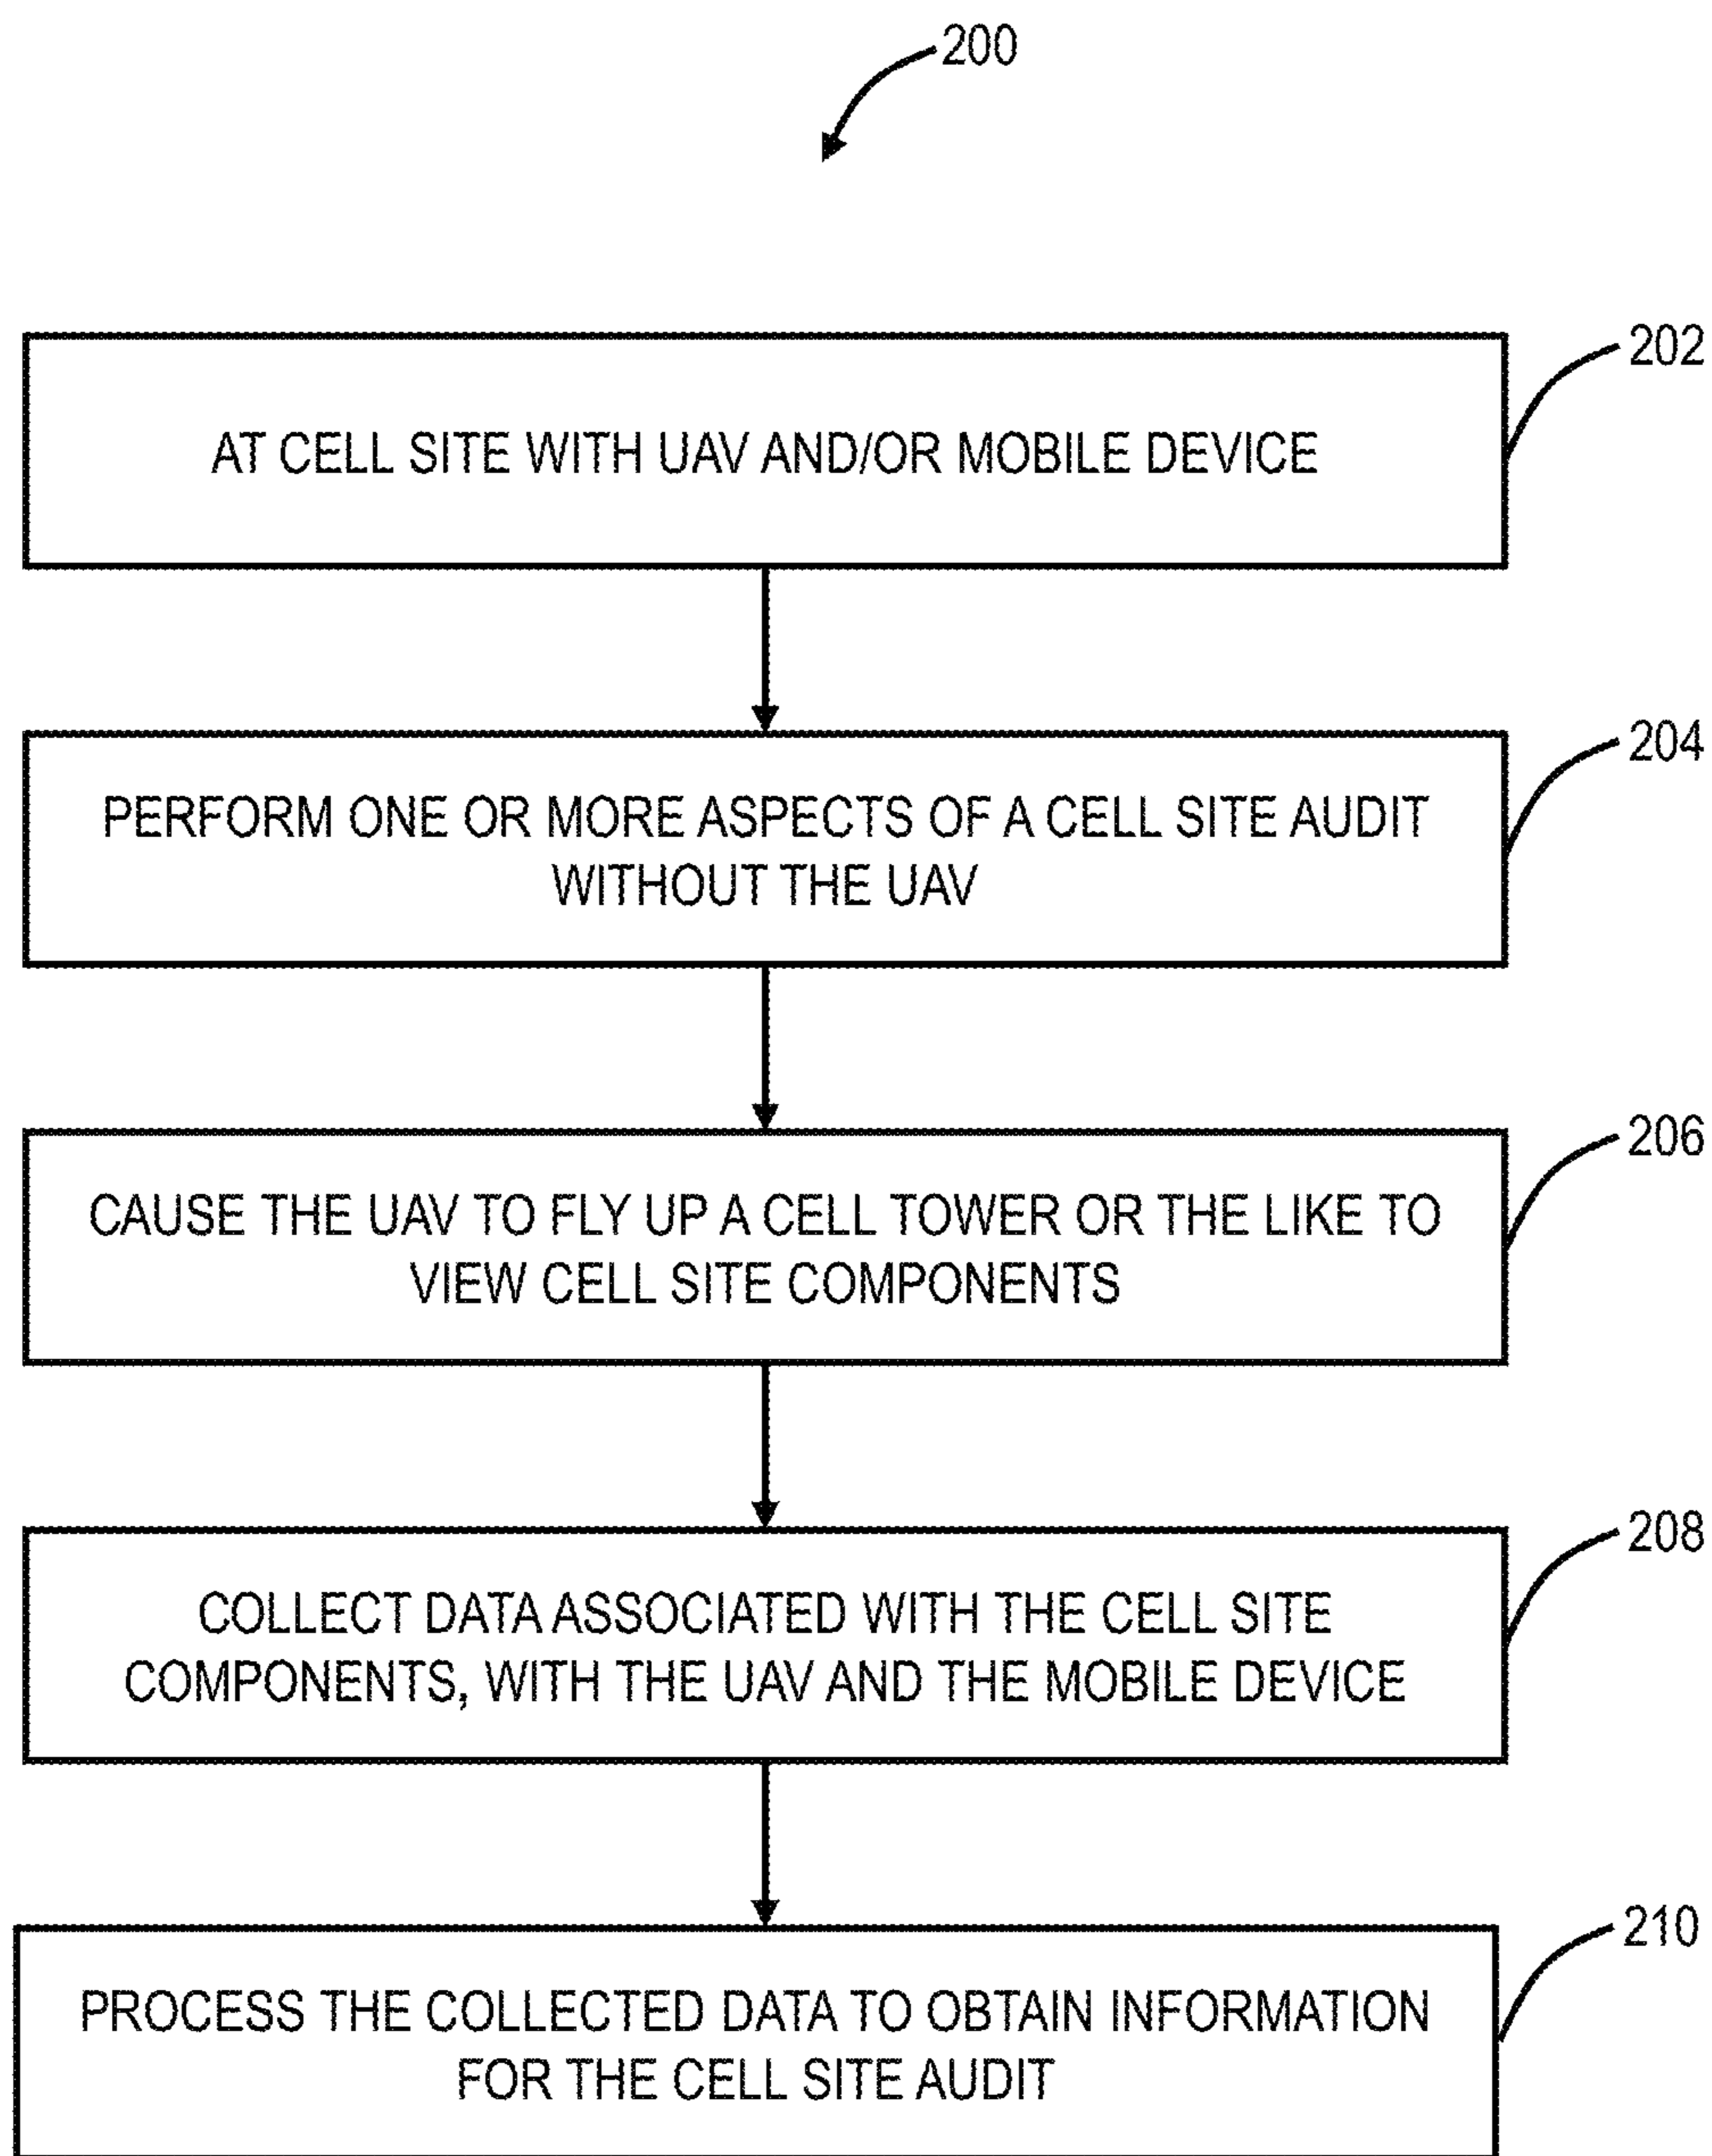 200
202
AT CELL SITE WITH UAV AND/OR MOBILE DEVICE
204
PERFORM ONE OR MORE ASPECTS OF A CELL SITE AUDIT
WITHOUT THE UAV
206
CAUSE THE UAV TO FLY UP A CELL TOWER OR THE LIKE TO
VIEW CELL SITE COMPONENTS
208
COLLECT DATA ASSOCIATED WITH THE CELL SITE
COMPONENTS, WITH THE UAV AND THE MOBILE DEVICE
210
PROCESS THE COLLECTED DATA TO OBTAIN INFORMATION
FOR THE CELL SITE AUDIT